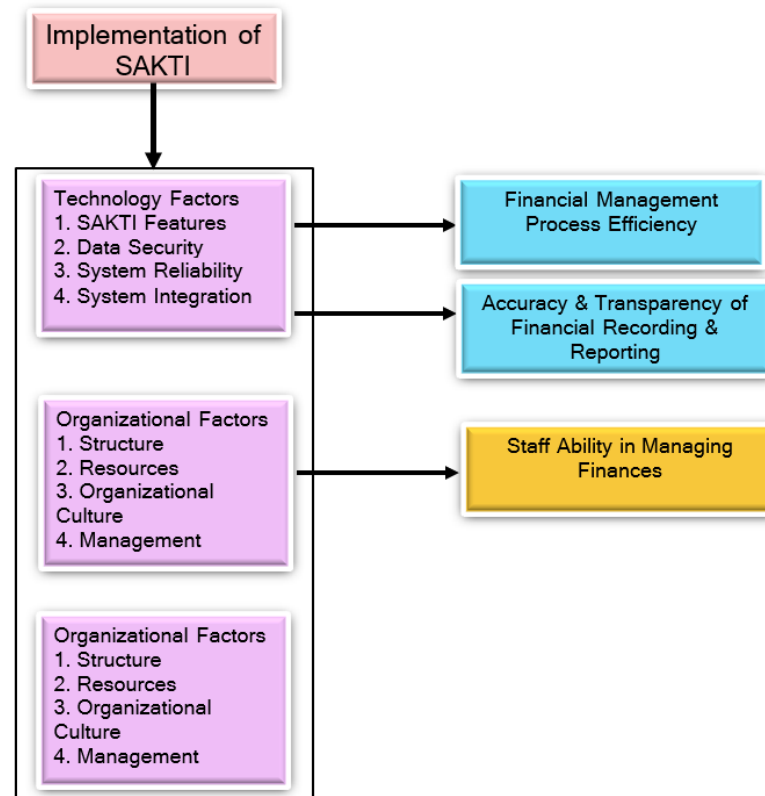 Implementation of
SAKTI
Technology Factors
1. SAKTI Features
2. Data Security
3. System Reliability
4. System Integration
Financial Management
Process Efficiency
Accuracy & Transparency of
Financial Recording &
Reporting
Organizational Factors
1. Structure
2. Resources
3. Organizational
Culture
4. Management
Staff Ability in Managing
Finances
Organizational Factors
1. Structure
2. Resources
3. Organizational
Culture
4. Management